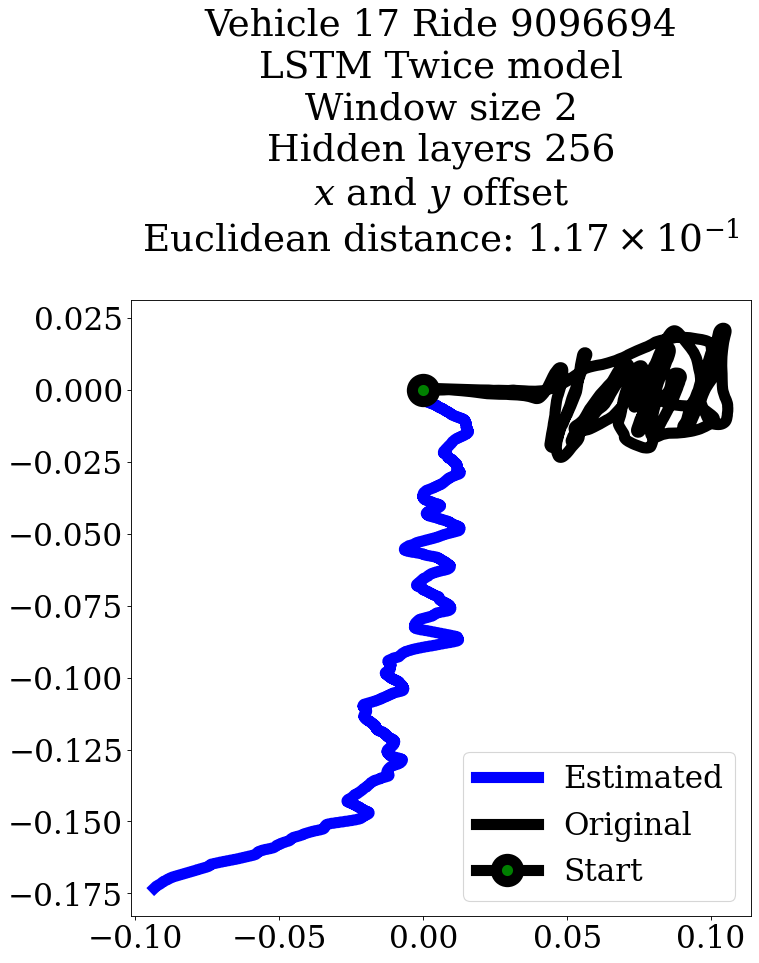 Vehicle 17 Ride 9096694
LSTM Twice model
Window size 2
Hidden layers 256
x and y offset
Euclidean distance: 1.17 × 10⁻¹
0.025
0.000
−0.025
−0.050
−0.075
−0.100
−0.125
−0.150
−0.175
Estimated
Original
Start
−0.10
−0.05
0.00
0.05
0.10